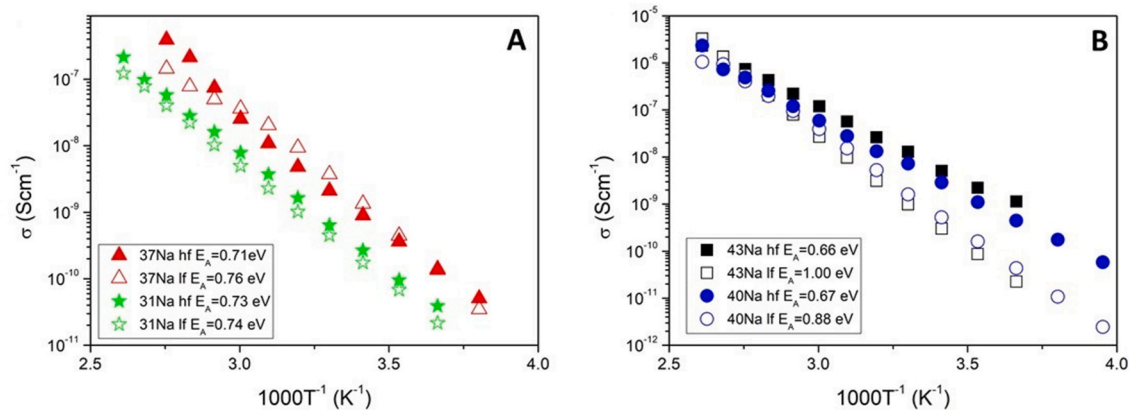 A
10⁻⁷
10⁻⁸
10⁻⁹
10⁻¹⁰
10⁻¹¹
σ (Scm⁻¹)
37Na hf E_A=0.71eV
37Na lf E_A=0.76 eV
31Na hf E_A=0.73 eV
31Na lf E_A=0.74 eV
2.5 3.0 3.5 4.0
1000T⁻¹ (K⁻¹)
B
10⁻⁵
10⁻⁶
10⁻⁷
10⁻⁸
10⁻⁹
10⁻¹⁰
10⁻¹¹
10⁻¹²
σ (Scm⁻¹)
43Na hf E_A=0.66 eV
43Na lf E_A=1.00 eV
40Na hf E_A=0.67 eV
40Na lf E_A=0.88 eV
2.5 3.0 3.5 4.0
1000T⁻¹ (K⁻¹)